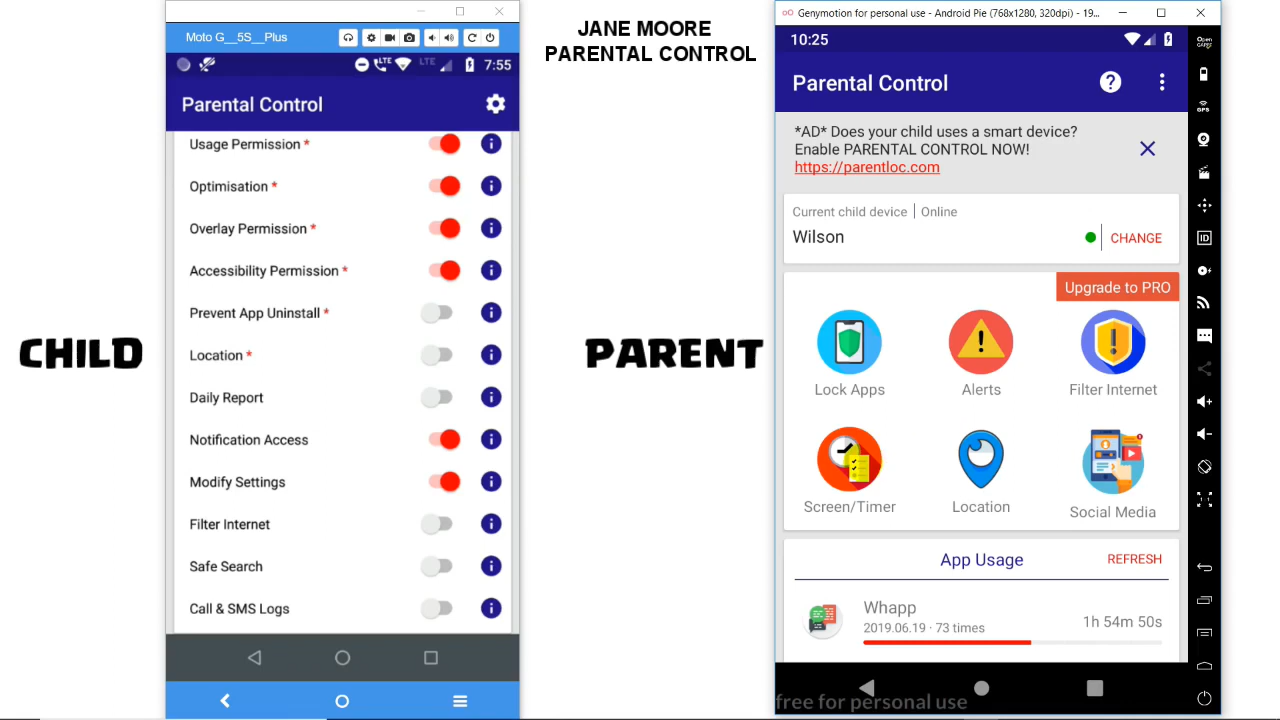 JANE MOORE
PARENTAL CONTROL
CHILD
Moto G__5S__Plus
LTE
LTE
7:55
Parental Control
Usage Permission *
Optimisation *
Overlay Permission *
Accessibility Permission *
Prevent App Uninstall *
Location *
Daily Report
Notification Access
Modify Settings
Filter Internet
Safe Search
Call & SMS Logs
PARENT
Genymotion for personal use - Android Pie (768x1280, 320dpi) - 19...
10:25
Parental Control
*AD* Does your child uses a smart device?
Enable PARENTAL CONTROL NOW!
https://parentloc.com
Current child device | Online
Wilson
CHANGE
Upgrade to PRO
Lock Apps
Alerts
Filter Internet
Screen/Timer
Location
Social Media
App Usage
REFRESH
Whapp
1h 54m 50s
2019.06.19 · 73 times
free for personal use
GPS
ID